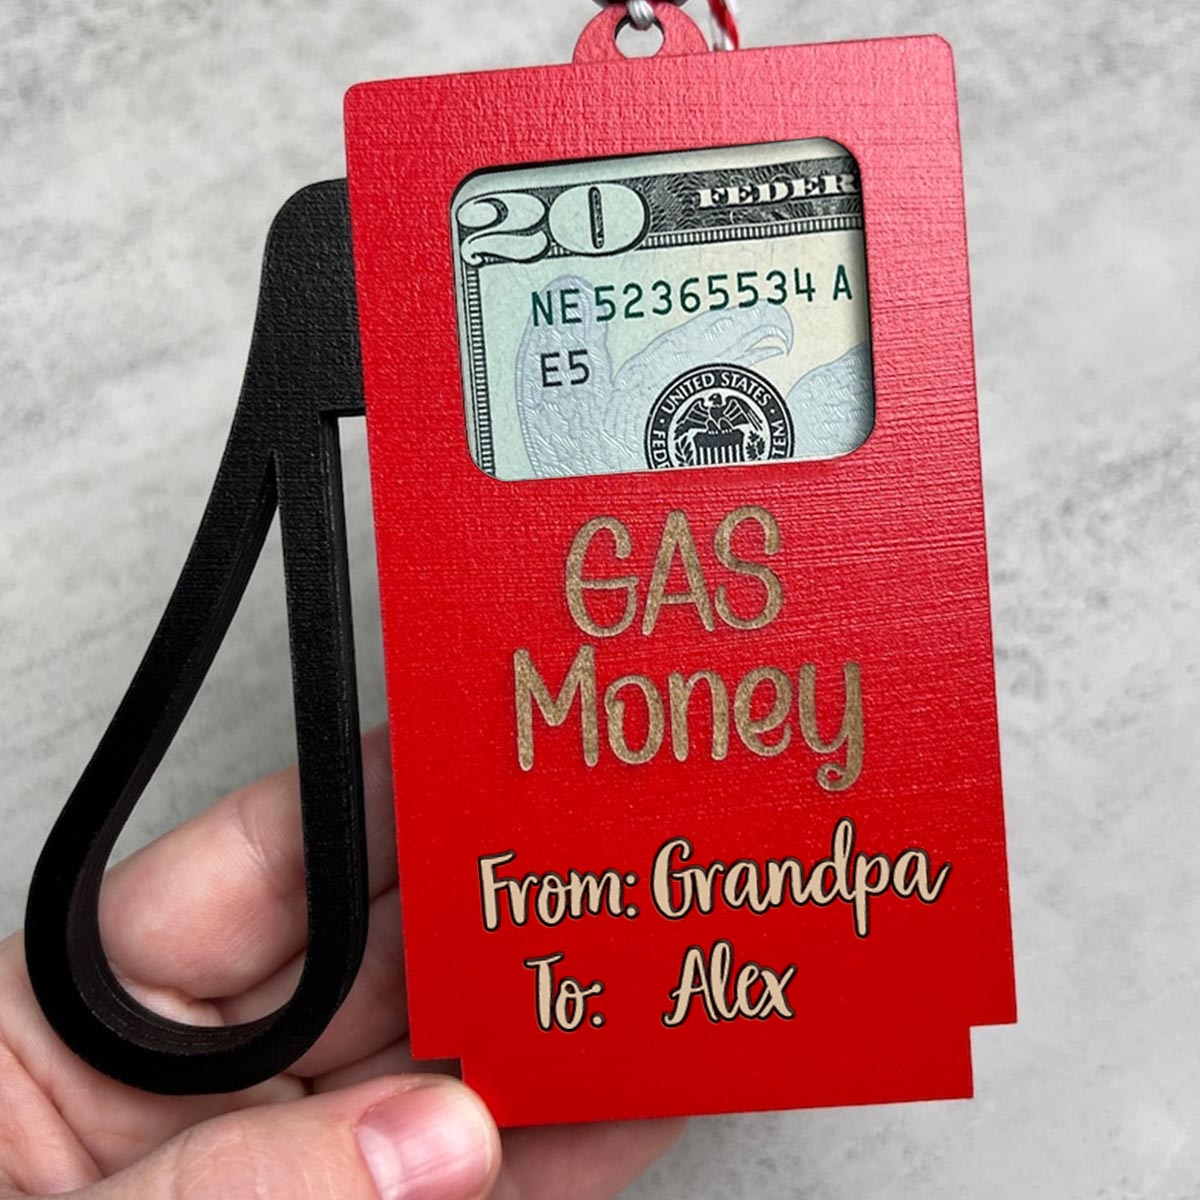 20 FEDER
NE 52365534 A
E5
UNITED STATES
GAS
Money
From: Grandpa
To: Alex